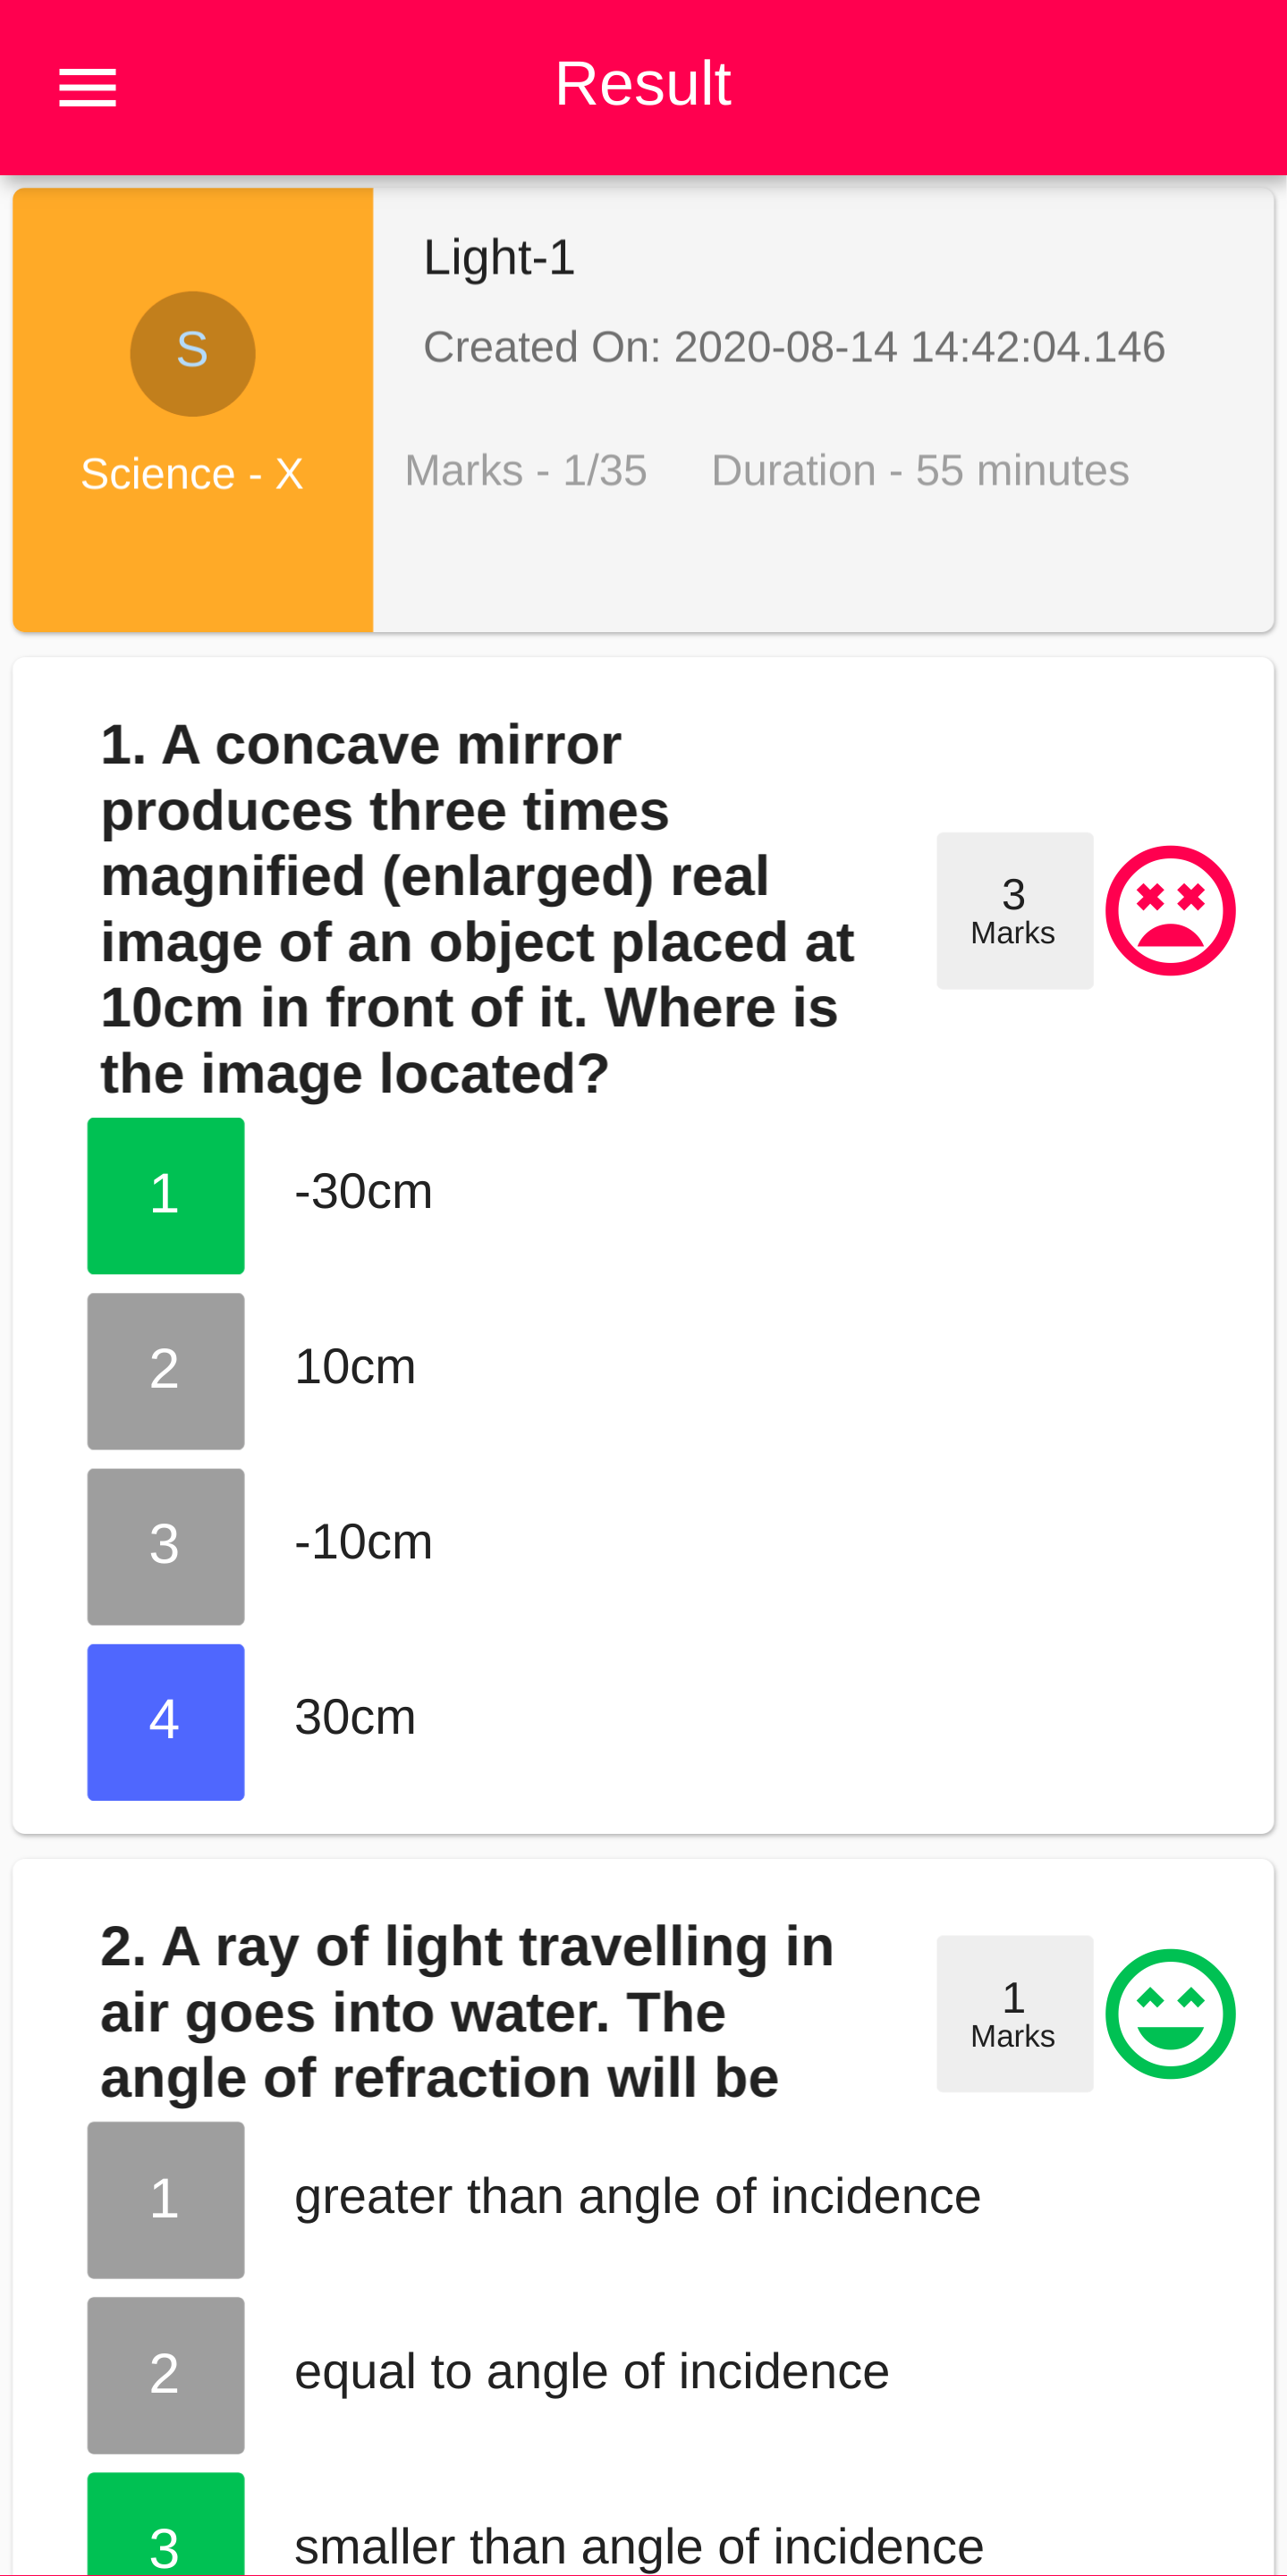 Result
S
Science - X
Light-1
Created On: 2020-08-14 14:42:04.146
Marks - 1/35 Duration - 55 minutes
1. A concave mirror
produces three times
magnified (enlarged) real
image of an object placed at
10cm in front of it. Where is
the image located?
3
Marks
1 -30cm
2 10cm
3 -10cm
4 30cm
2. A ray of light travelling in
air goes into water. The
angle of refraction will be
1
Marks
1 greater than angle of incidence
2 equal to angle of incidence
3 smaller than angle of incidence